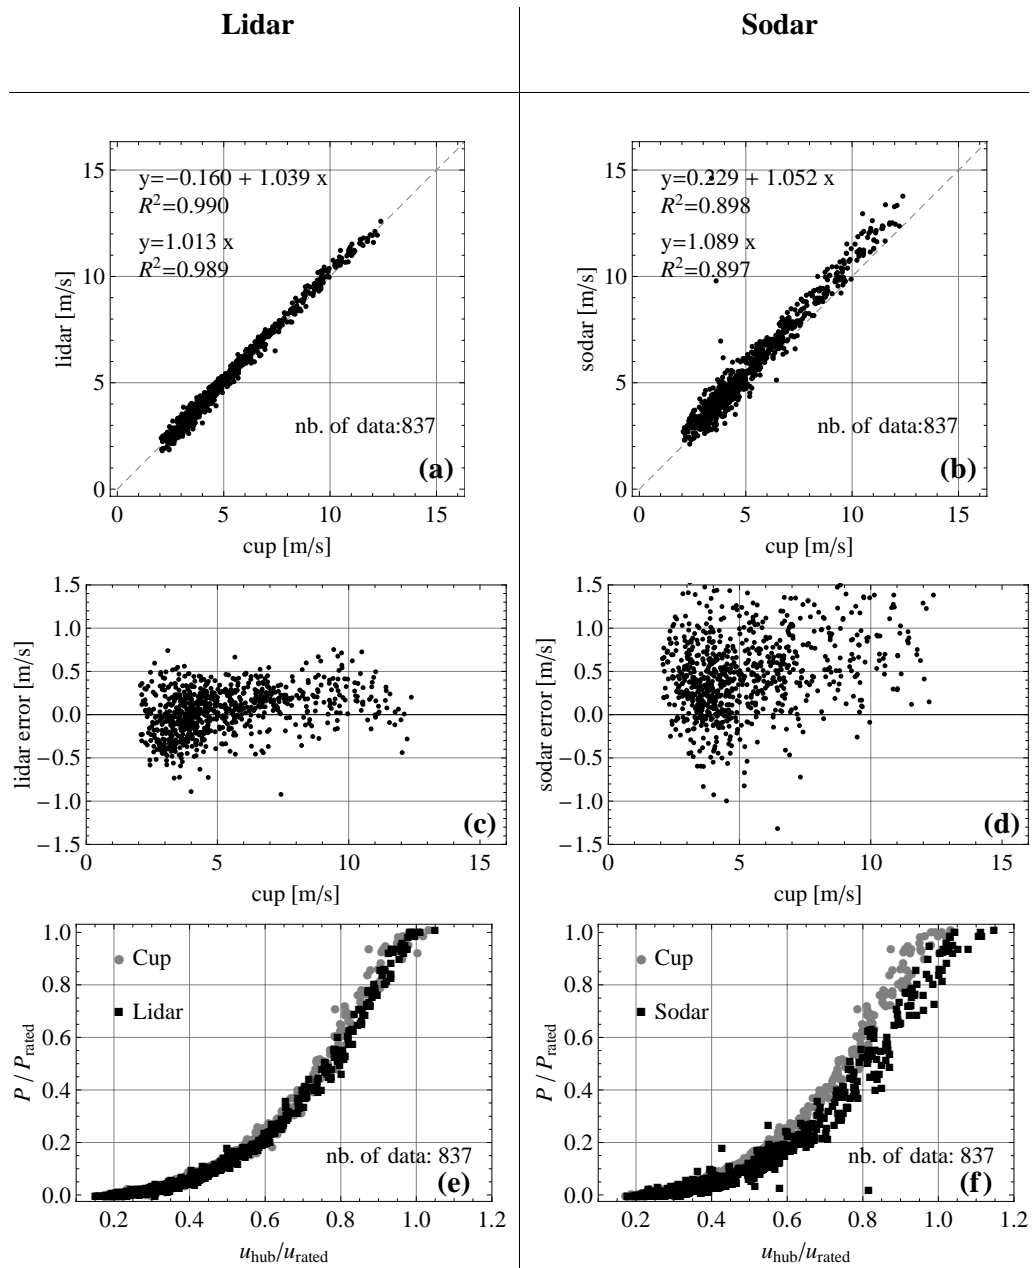 Lidar
Sodar
15
10
5
0
lidar [m/s]
y=−0.160 + 1.039 x
R²=0.990
y=1.013 x
R²=0.989
nb. of data:837
(a)
0 5 10 15
cup [m/s]
15
10
5
0
sodar [m/s]
y=0.229 + 1.052 x
R²=0.898
y=1.089 x
R²=0.897
nb. of data:837
(b)
0 5 10 15
cup [m/s]
1.5
1.0
0.5
0.0
−0.5
−1.0
−1.5
lidar error [m/s]
(c)
0 5 10 15
cup [m/s]
1.5
1.0
0.5
0.0
−0.5
−1.0
−1.5
sodar error [m/s]
(d)
0 5 10 15
cup [m/s]
1.0
0.8
0.6
0.4
0.2
0.0
P / P_rated
Cup
Lidar
nb. of data: 837
(e)
0.2 0.4 0.6 0.8 1.0 1.2
u_hub/u_rated
1.0
0.8
0.6
0.4
0.2
0.0
P / P_rated
Cup
Sodar
nb. of data: 837
(f)
0.2 0.4 0.6 0.8 1.0 1.2
u_hub/u_rated